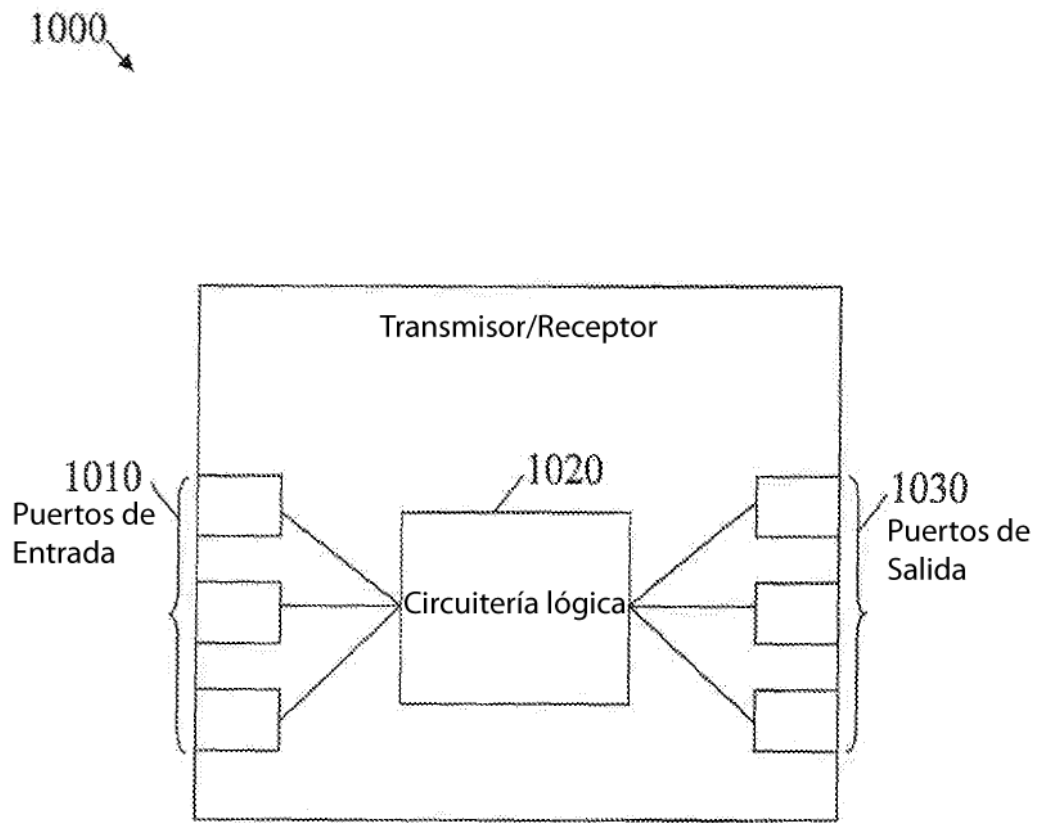 1000
Transmisor/Receptor
1010
Puertos de
Entrada
1020
Circuitería lógica
1030
Puertos de
Salida